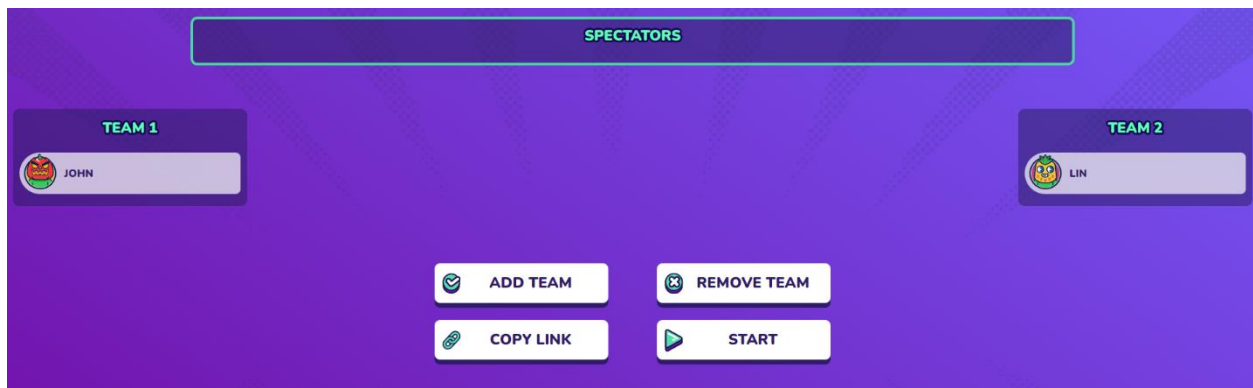 SPECTATORS
TEAM 1
JOHN
TEAM 2
LIN
ADD TEAM
REMOVE TEAM
COPY LINK
START